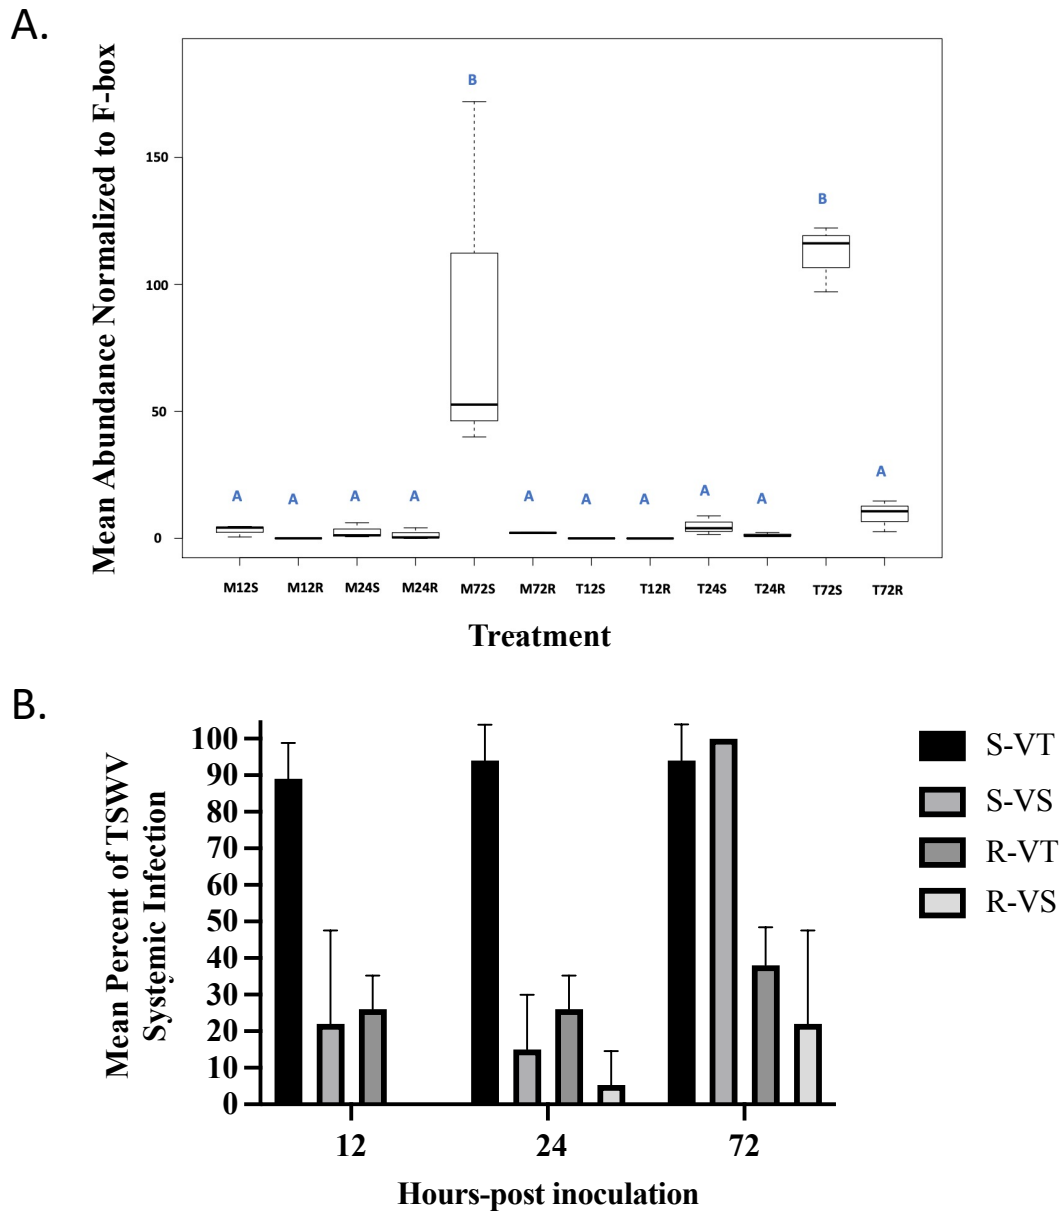 A.
Mean Abundance Normalized to F-box
150
100
50
0
B
B
A
A
A
A
A
A
A
A
A
A
M12S M12R M24S M24R M72S M72R T12S T12R T24S T24R T72S T72R
Treatment
B.
Mean Percent of TSWV
Systemic Infection
100
90
80
70
60
50
40
30
20
10
0
12 24 72
Hours-post inoculation
S-VT
S-VS
R-VT
R-VS